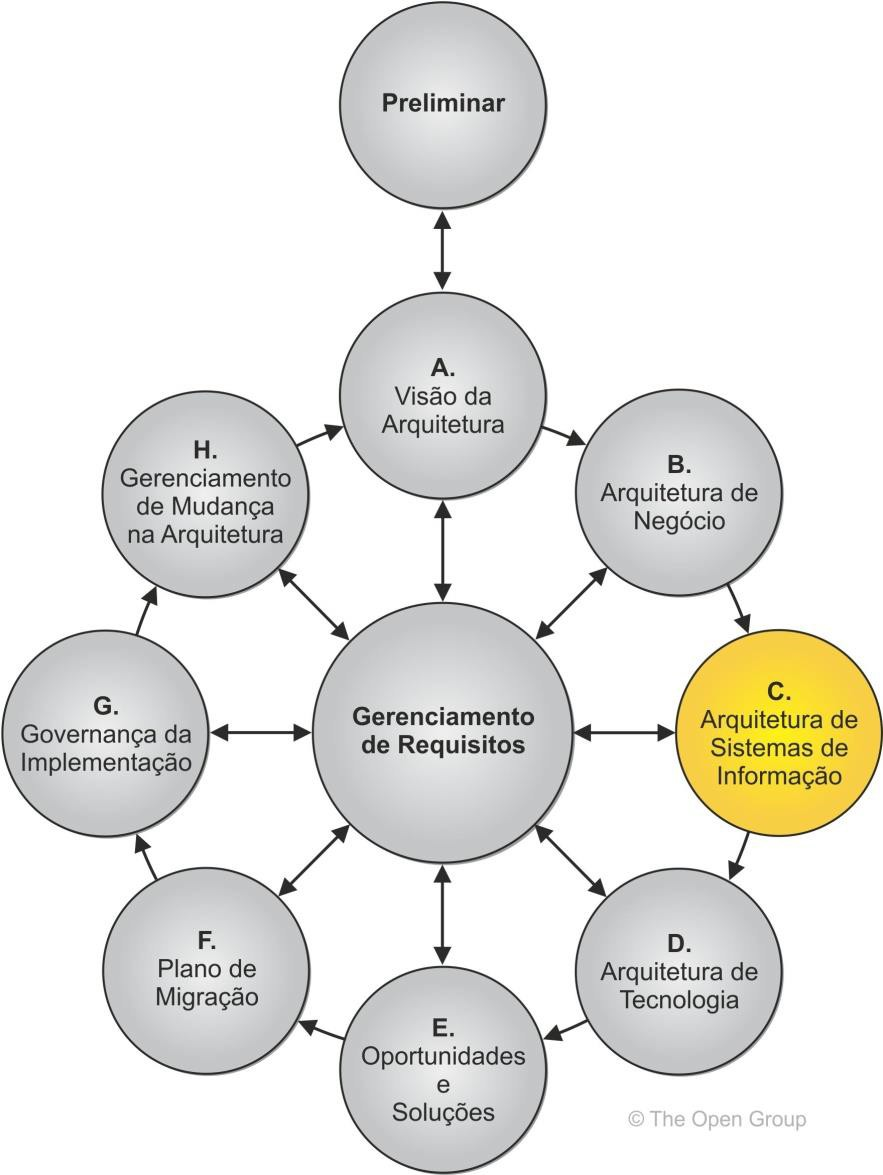 Preliminar
A.
Visão da
Arquitetura
B.
Arquitetura de
Negócio
C.
Arquitetura de
Sistemas de
Informação
D.
Arquitetura de
Tecnologia
E.
Oportunidades
e
Soluções
F.
Plano de
Migração
G.
Governança da
Implementação
H.
Gerenciamento
de Mudança
na Arquitetura
Gerenciamento
de Requisitos
© The Open Group